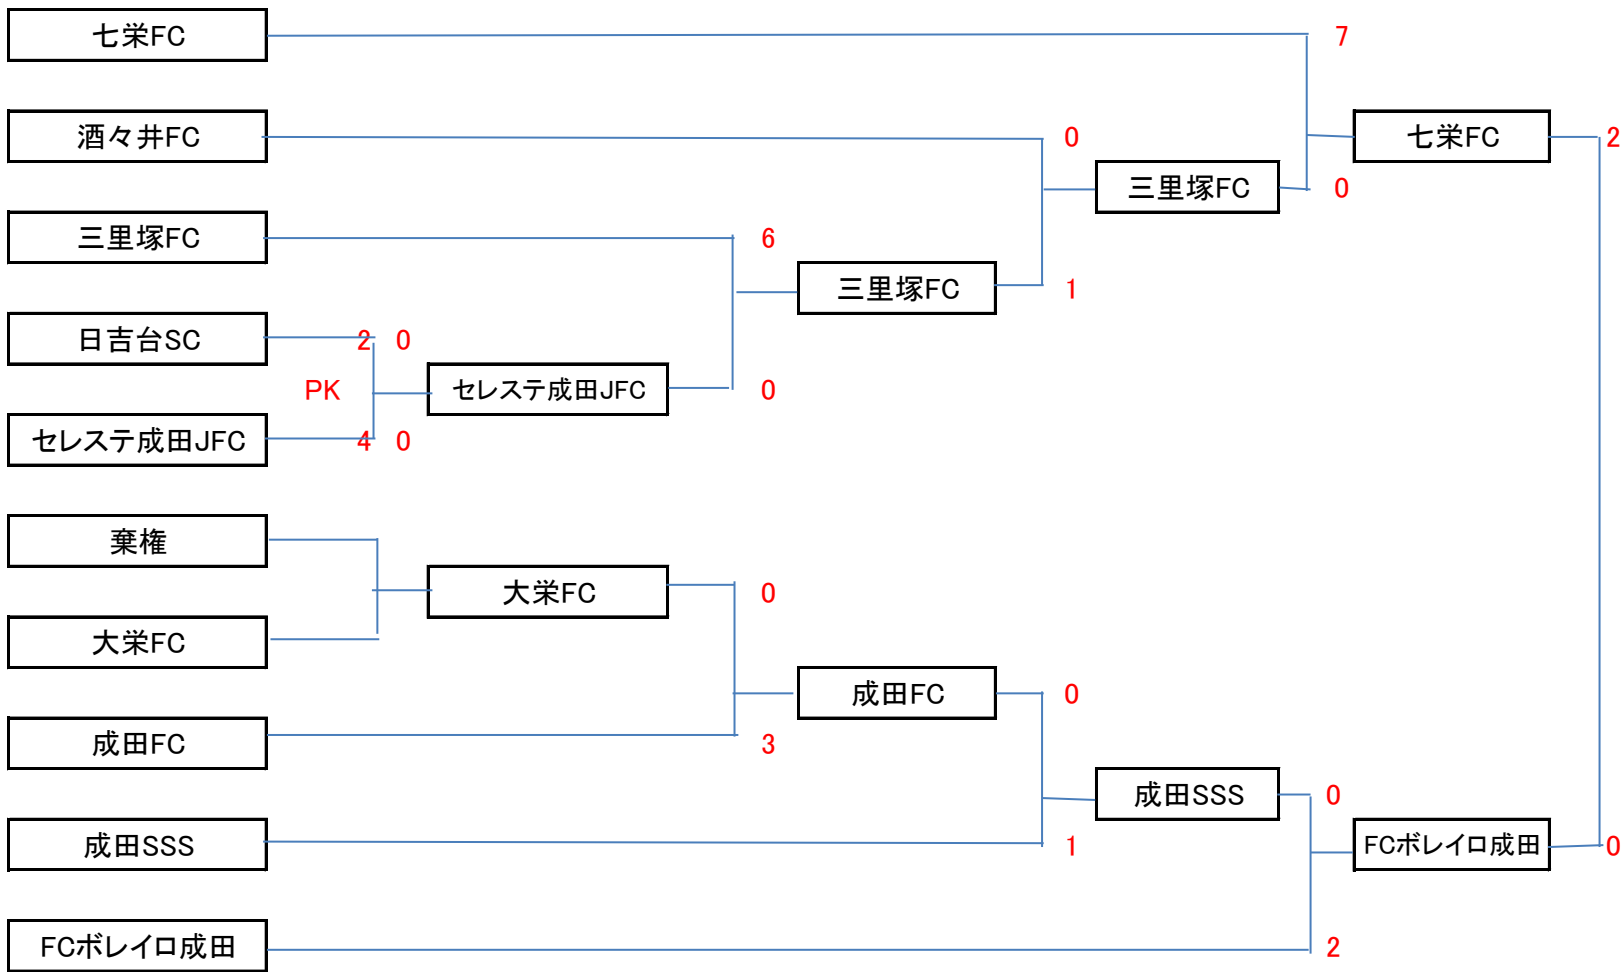 七栄FC
7
酒々井FC
0
七栄FC
2
三里塚FC
0
三里塚FC
6
三里塚FC
1
日吉台SC
2 0
PK
セレステ成田JFC
0
セレステ成田JFC
4 0
棄権
大栄FC
0
大栄FC
成田FC
0
成田FC
3
成田SSS
0
成田SSS
1
FCボレイロ成田
0
FCボレイロ成田
2